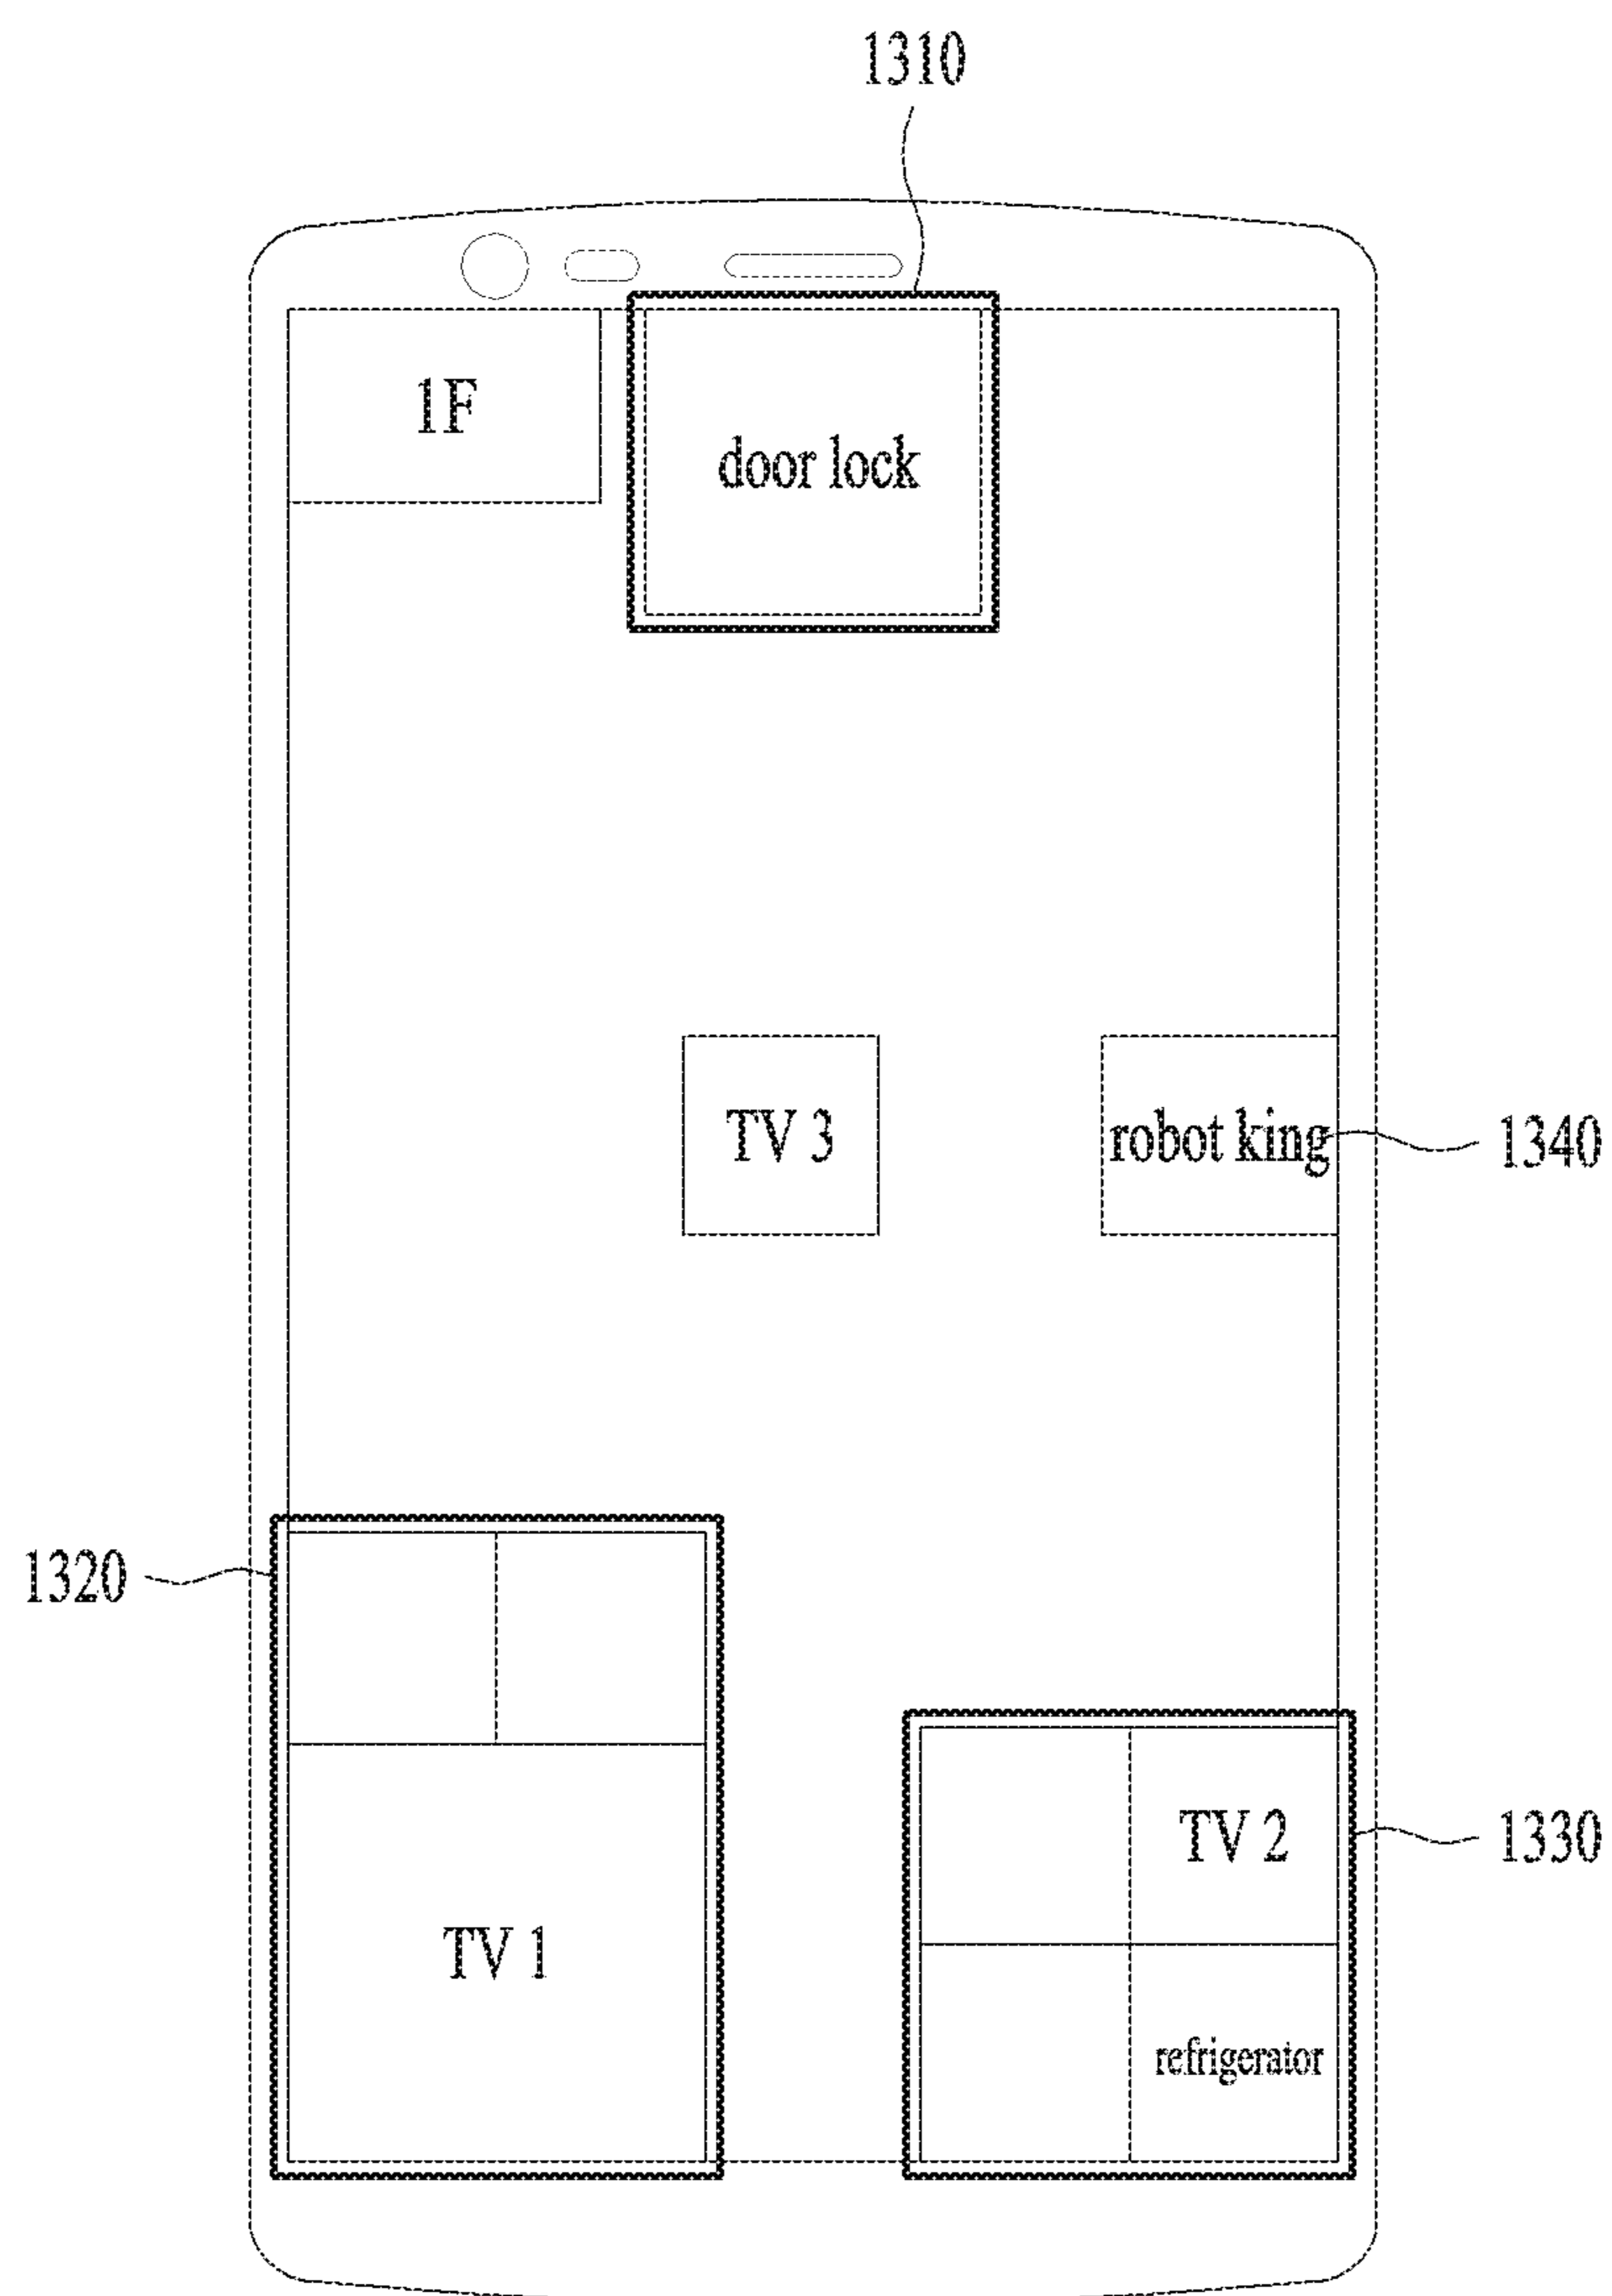 1310
1F
door lock
TV 3
robot king
1340
1320
TV 2
1330
TV 1
refrigerator